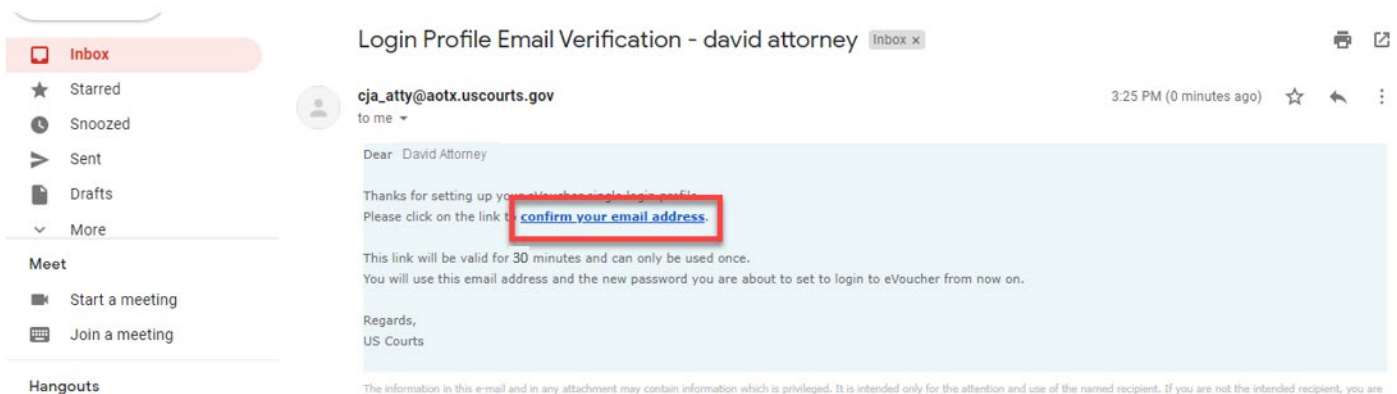 Login Profile Email Verification - david attorney Inbox x
Inbox
Starred
Snoozed
Sent
Drafts
More
Meet
Start a meeting
Join a meeting
Hangouts
cja_atty@aotx.uscourts.gov 3:25 PM (0 minutes ago)
to me
Dear David Attorney
Thanks for setting up your eVoucher single login profile.
Please click on the link to confirm your email address.
This link will be valid for 30 minutes and can only be used once.
You will use this email address and the new password you are about to set to login to eVoucher from now on.
Regards,
US Courts
The information in this e-mail and in any attachment may contain information which is privileged. It is intended only for the attention and use of the named recipient. If you are not the intended recipient, you are